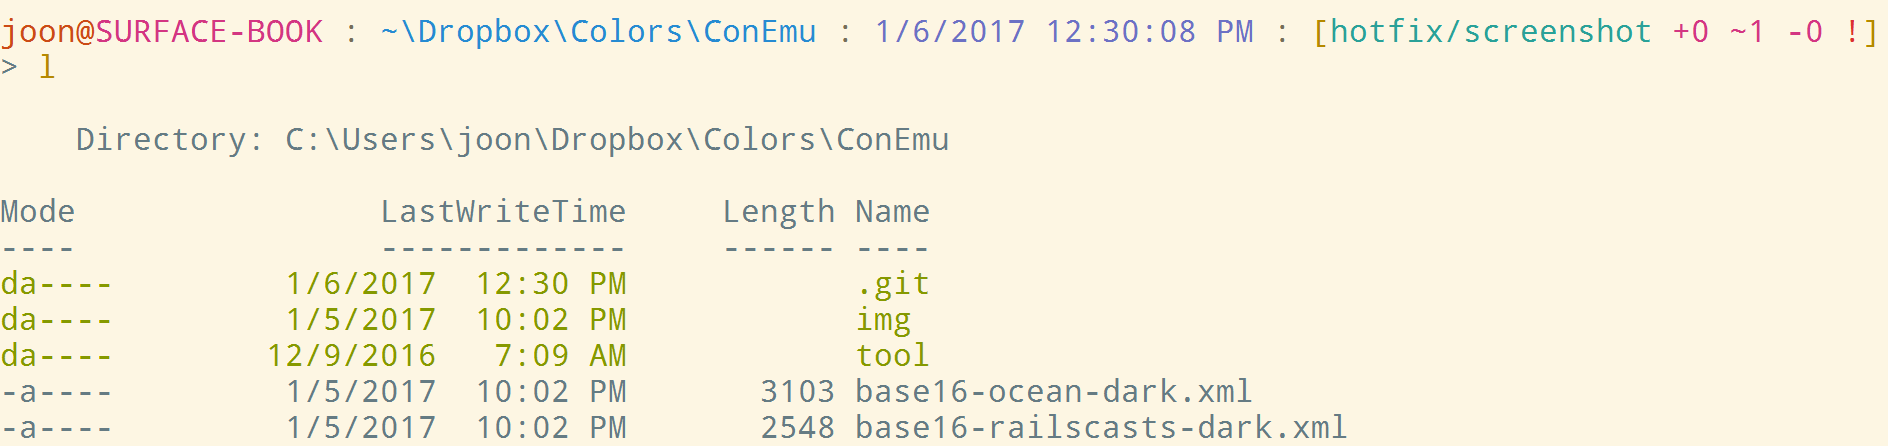 joon@SURFACE-BOOK : ~\Dropbox\Colors\ConEmu : 1/6/2017 12:30:08 PM : [hotfix/screenshot +0 ~1 -0 !]
> l
    Directory: C:\Users\joon\Dropbox\Colors\ConEmu
Mode                LastWriteTime     Length Name
----                -------------     ------ ----
da----         1/6/2017  12:30 PM            .git
da----         1/5/2017  10:02 PM            img
da----        12/9/2016   7:09 AM            tool
-a----         1/5/2017  10:02 PM       3103 base16-ocean-dark.xml
-a----         1/5/2017  10:02 PM       2548 base16-railscasts-dark.xml